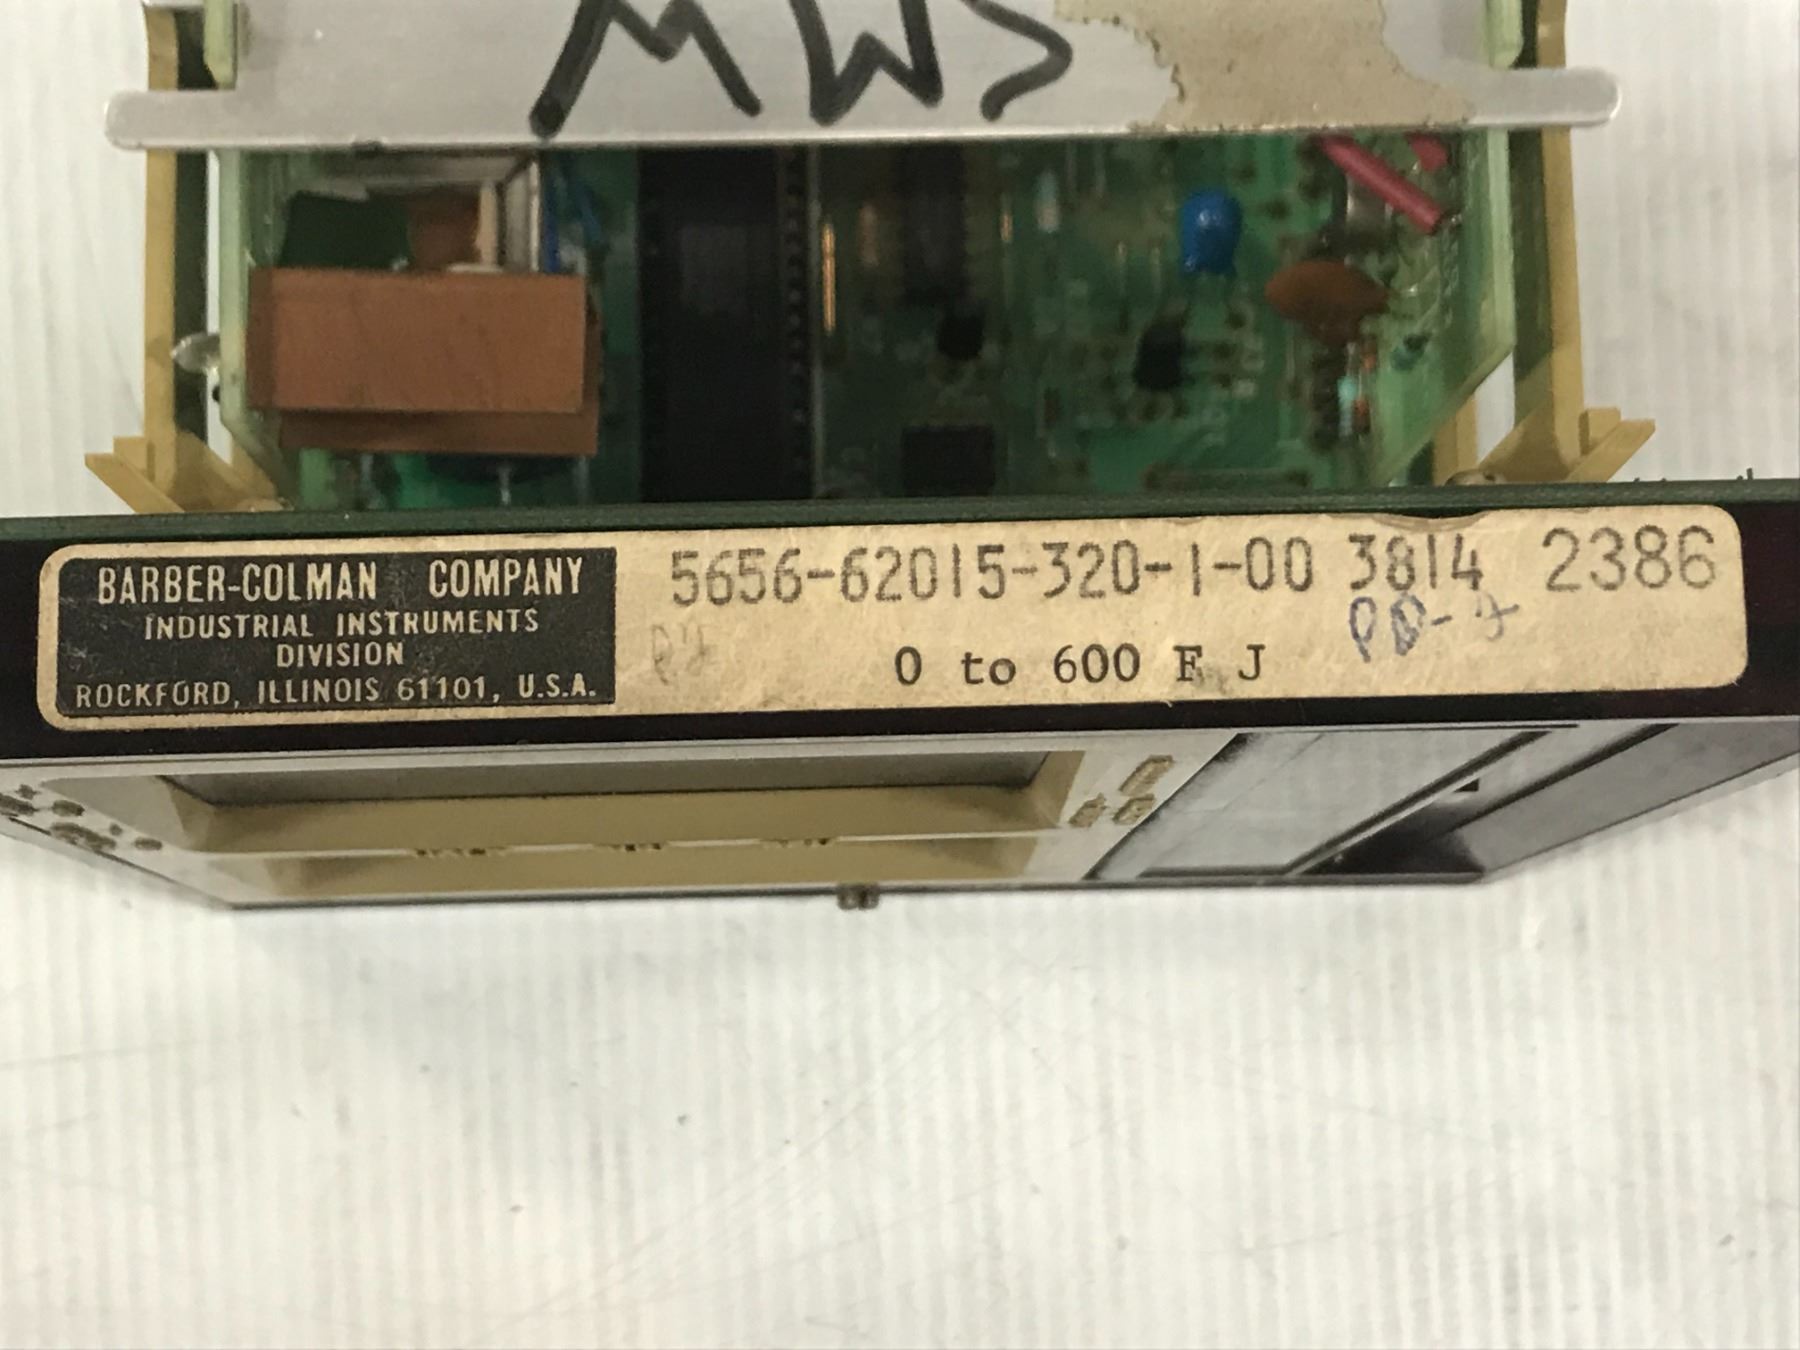 MWS
BARBER-COLMAN COMPANY
INDUSTRIAL INSTRUMENTS
DIVISION
ROCKFORD, ILLINOIS 61101, U.S.A.
5656-62015-320-1-00 3814 2386
0 to 600 F J